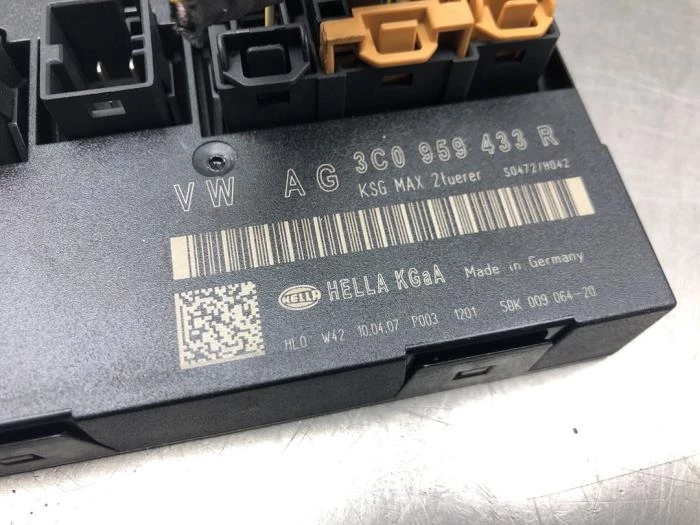 VW AG 3C0 959 433 R
KSG MAX 2tuerer S0472/H042
HELLA HELLA KGaA Made in Germany
HLO W42 10.04.07 P003 1201 5BK 009 064-20